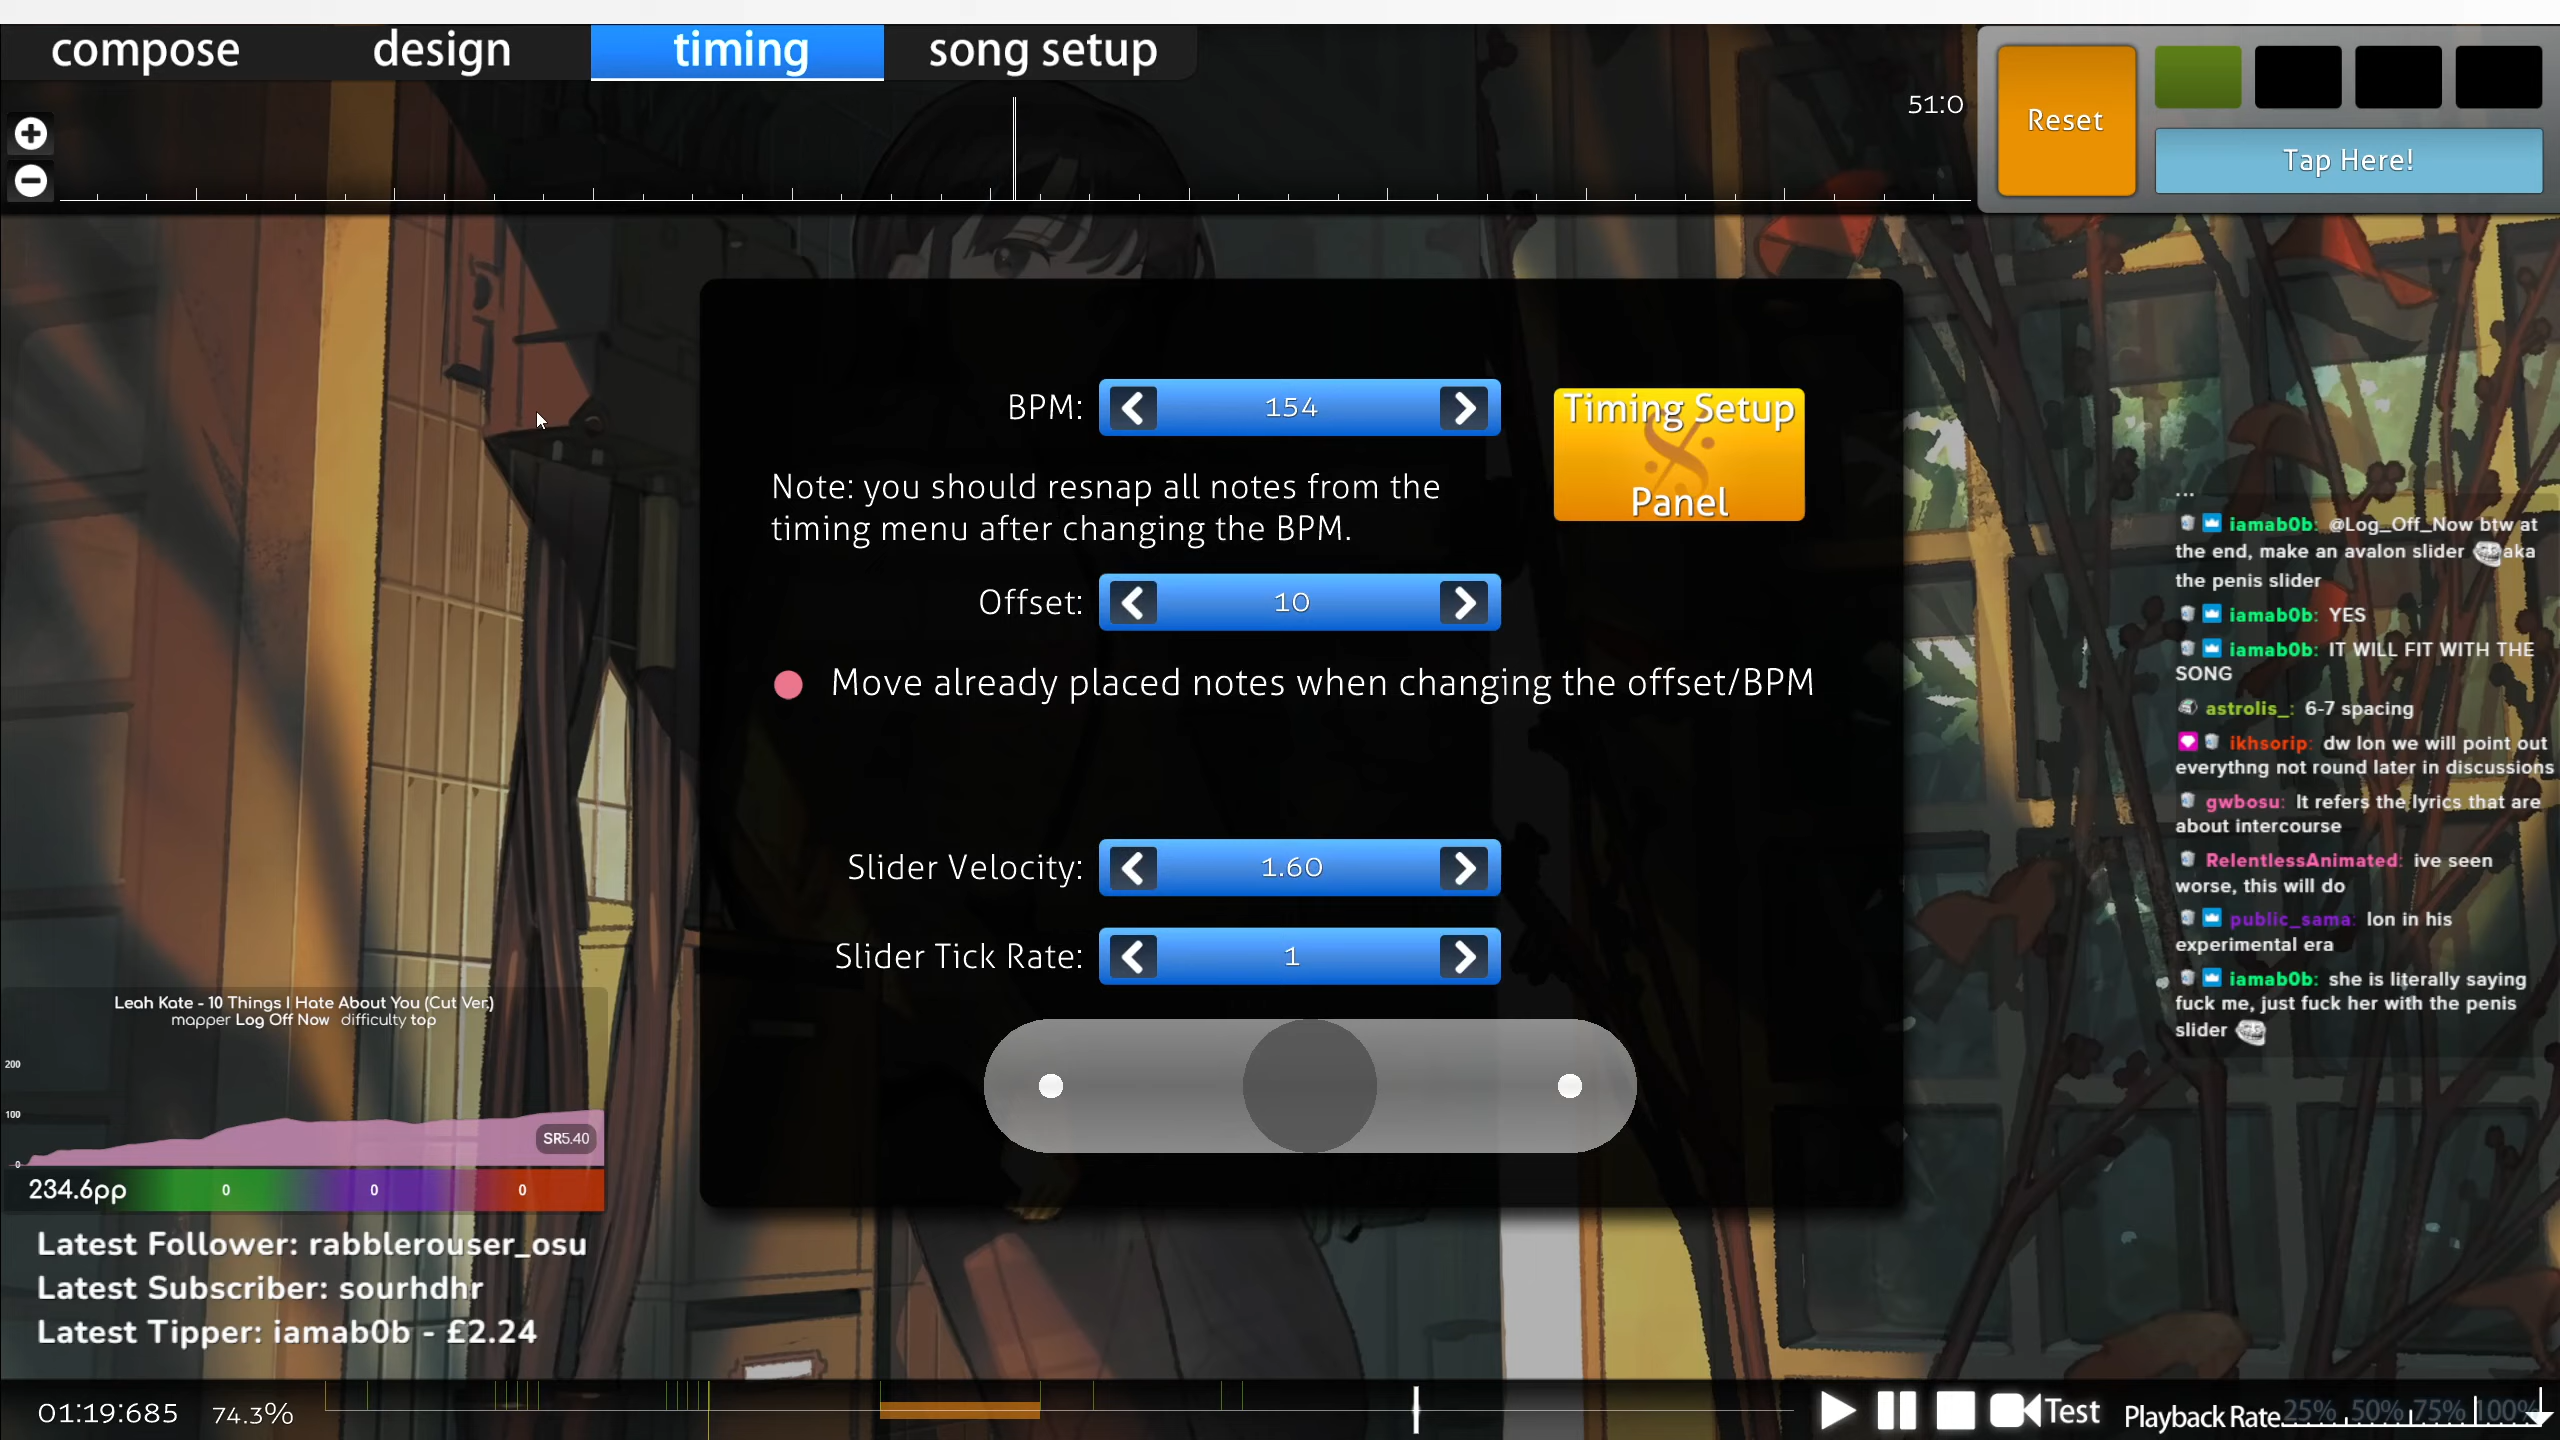 compose
design
timing
song setup
51:0
Reset
Tap Here!
BPM:
154
Timing Setup
Panel
Note: you should resnap all notes from the
timing menu after changing the BPM.
Offset:
10
Move already placed notes when changing the offset/BPM
Slider Velocity:
1.60
Slider Tick Rate:
1
...
iamab0b: @Log_Off_Now btw at
the end, make an avalon slider aka
the penis slider
iamab0b: YES
iamab0b: IT WILL FIT WITH THE
SONG
astrolis_: 6-7 spacing
ikhsorip: dw lon we will point out
everythng not round later in discussions
gwbosu: It refers the lyrics that are
about intercourse
RelentlessAnimated: ive seen
worse, this will do
public_sama: lon in his
experimental era
iamab0b: she is literally saying
fuck me, just fuck her with the penis
slider
Leah Kate - 10 Things I Hate About You (Cut Ver.)
mapper Log Off Now difficulty top
200
100
0
SR5.40
234.6pp
0
0
0
Latest Follower: rabblerouser_osu
Latest Subscriber: sourhdhr
Latest Tipper: iamab0b - £2.24
01:19:685
74.3%
Test
Playback Rate
25%
50%
75%
100%